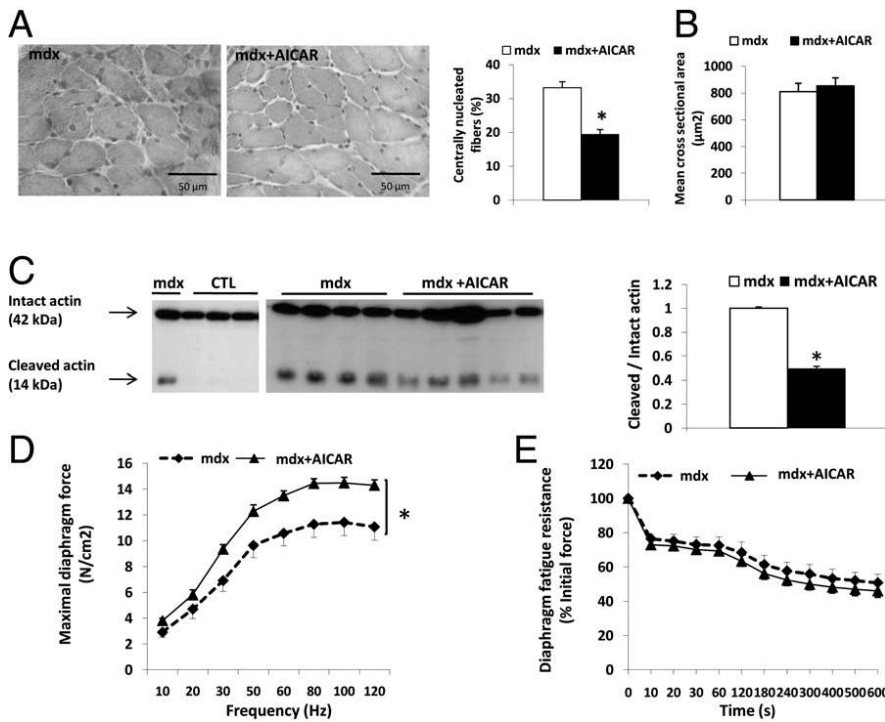 A
mdx
mdx+AICAR
50 µm
50 µm
mdx mdx+AICAR
Centrally nucleated
fibers (%)
40
30
20
10
0
*
B
mdx mdx+AICAR
Mean cross sectional area
(µm2)
1000
800
600
400
200
0
C
mdx CTL mdx mdx +AICAR
Intact actin
(42 kDa)
Cleaved actin
(14 kDa)
mdx mdx+AICAR
Cleaved / Intact actin
1.2
1
0.8
0.6
0.4
0.2
0
*
D
mdx mdx+AICAR
Maximal diaphragm force
(N/cm2)
16
14
12
10
8
6
4
2
0
*
10 20 30 50 60 80 100 120
Frequency (Hz)
E
mdx mdx+AICAR
Diaphragm fatigue resistance
(% Initial force)
120
100
80
60
40
20
0
0 10 20 30 60 120 180 240 300 400 500 600
Time (s)